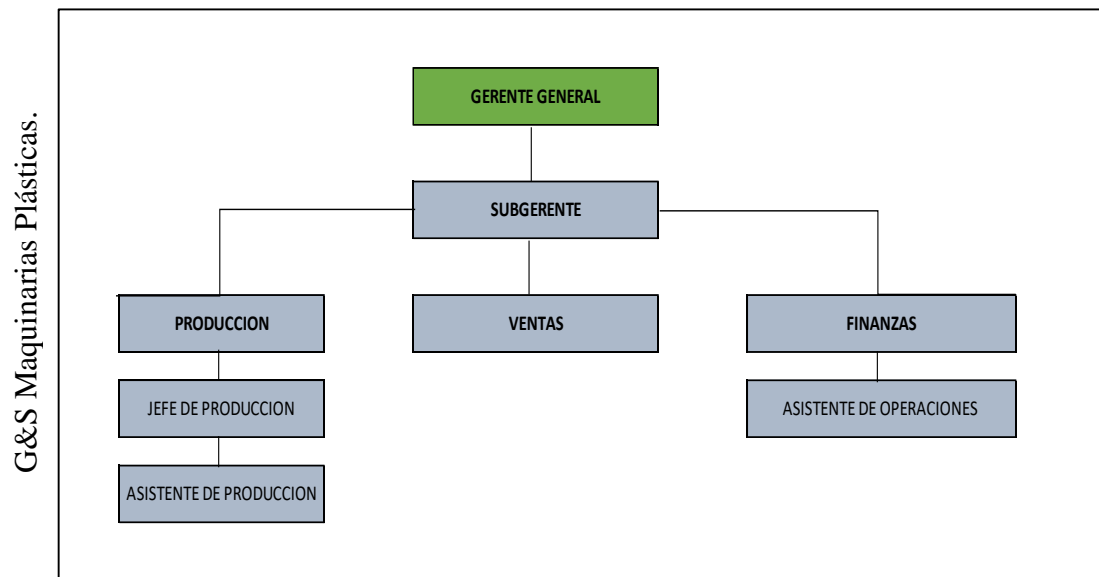 G&S Maquinarias Plásticas.
GERENTE GENERAL
SUBGERENTE
PRODUCCION
VENTAS
FINANZAS
JEFE DE PRODUCCION
ASISTENTE DE OPERACIONES
ASISTENTE DE PRODUCCION